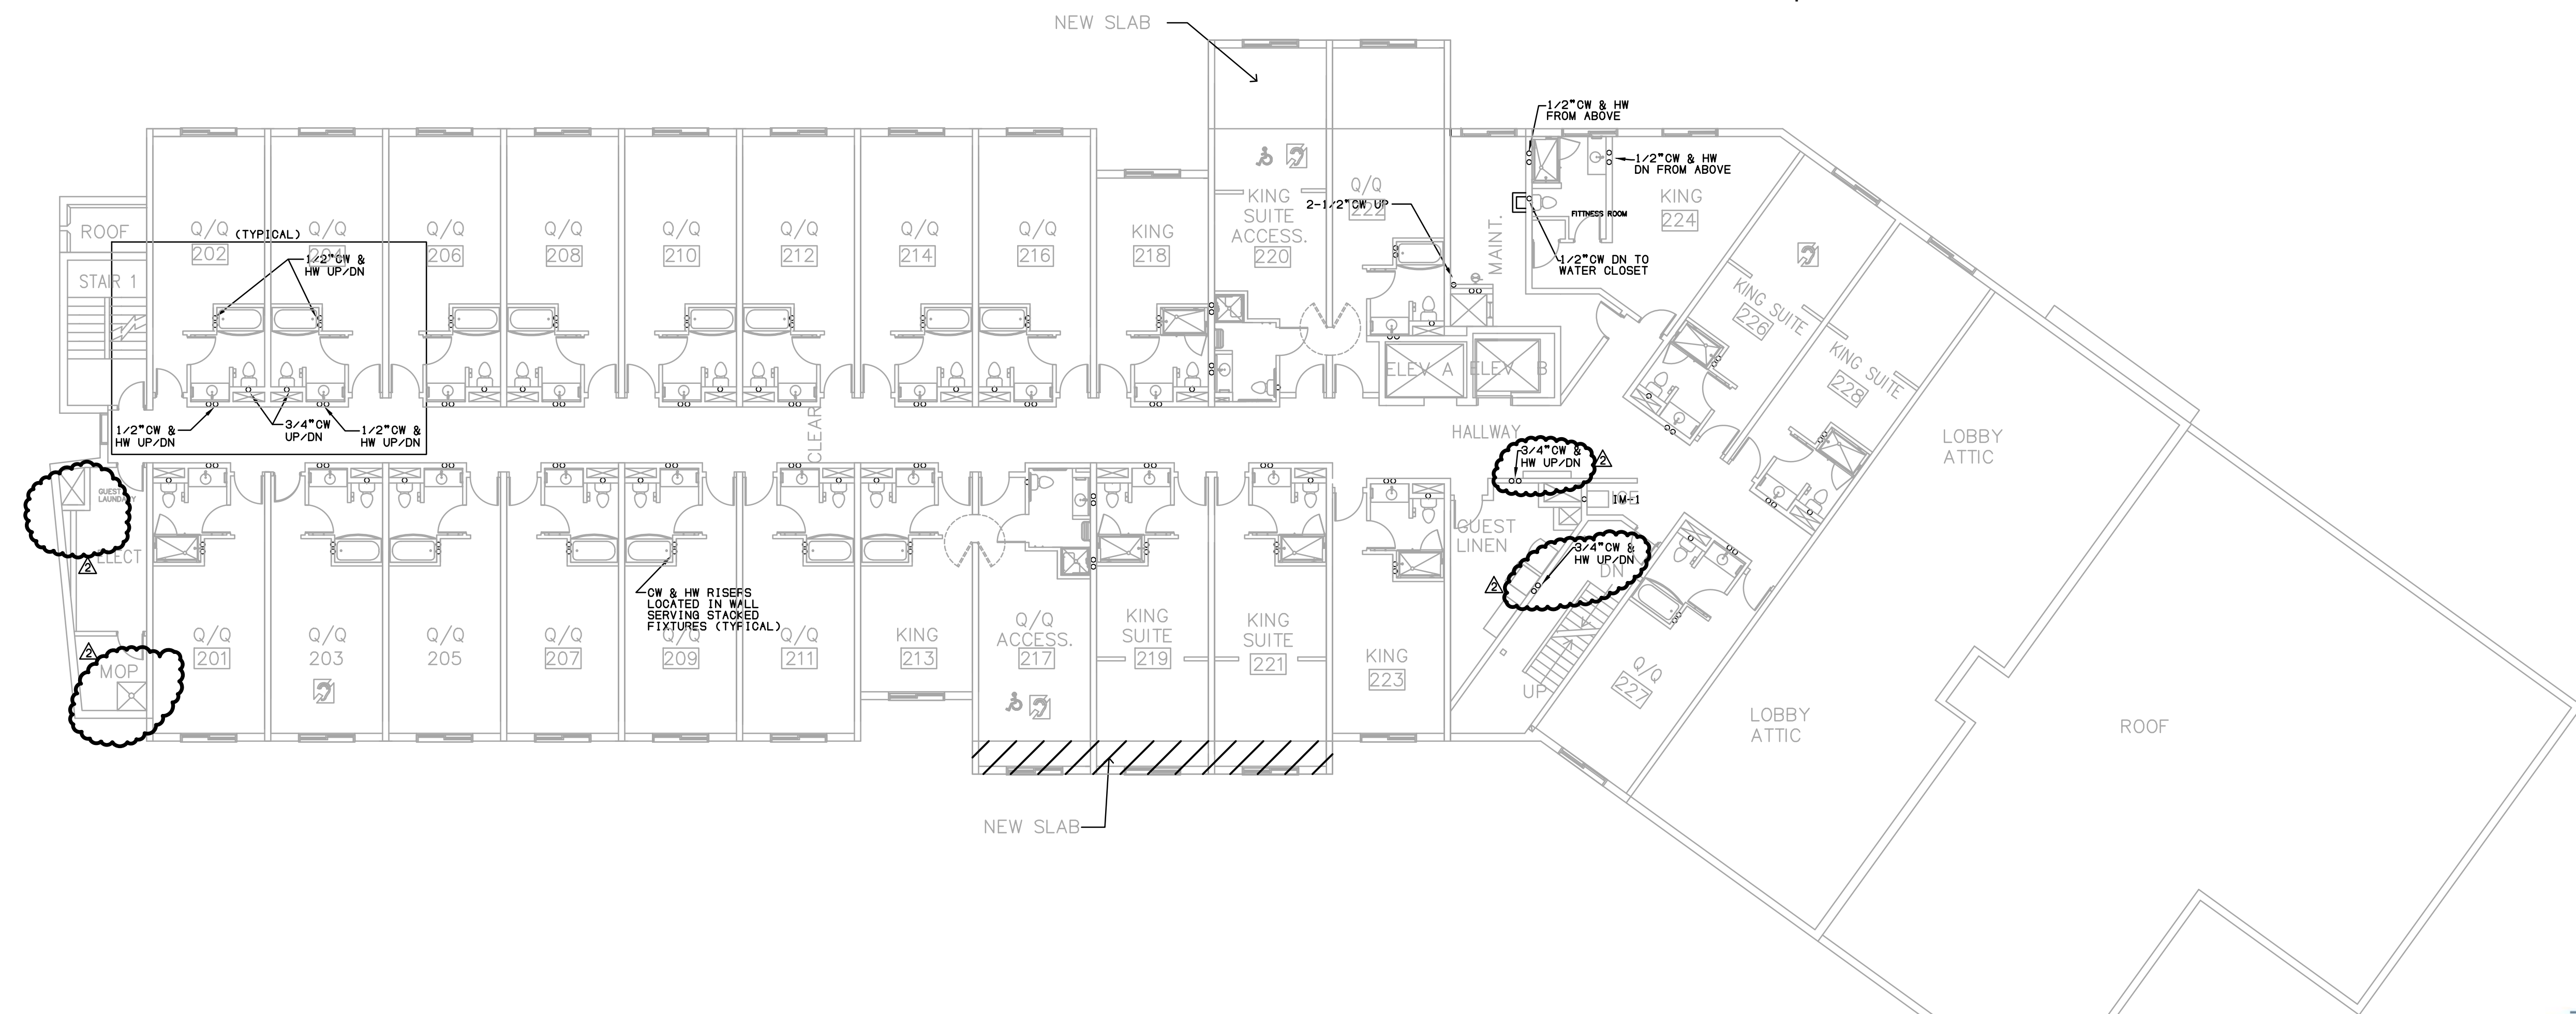 NEW SLAB
1/2"CW & HW
FROM ABOVE
1/2"CW & HW
DN FROM ABOVE
ROOF
STAIR 1
(TYPICAL)
Q/Q
202
Q/Q
204
1/2"CW &
HW UP/DN
Q/Q
206
Q/Q
208
Q/Q
210
Q/Q
212
Q/Q
214
Q/Q
216
KING
218
KING
SUITE
ACCESS.
220
Q/Q
222
2-1/2"CW UP
MAINT.
FITTNESS ROOM
KING
224
1/2"CW DN TO
WATER CLOSET
KING SUITE
226
KING SUITE
228
ELEV A
ELEV B
1/2"CW &
HW UP/DN
3/4"CW
UP/DN
1/2"CW &
HW UP/DN
CLEAR
HALLWAY
3/4"CW &
HW UP/DN
2
LOBBY
ATTIC
GUEST
LAUNDRY
ELECT
2
ICE
IM-1
GUEST
LINEN
3/4"CW &
HW UP/DN
2
DN
UP
CW & HW RISERS
LOCATED IN WALL
SERVING STACKED
FIXTURES (TYPICAL)
2
MOP
Q/Q
201
Q/Q
203
Q/Q
205
Q/Q
207
Q/Q
209
Q/Q
211
KING
213
Q/Q
ACCESS.
217
KING
SUITE
219
KING
SUITE
221
KING
223
Q/Q
227
LOBBY
ATTIC
ROOF
NEW SLAB